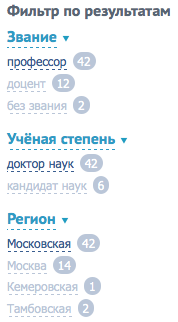 Фильтр по результатам
Звание
профессор 42
доцент 12
без звания 2
Учёная степень
доктор наук 42
кандидат наук 6
Регион
Московская 42
Москва 14
Кемеровская 1
Тамбовская 2